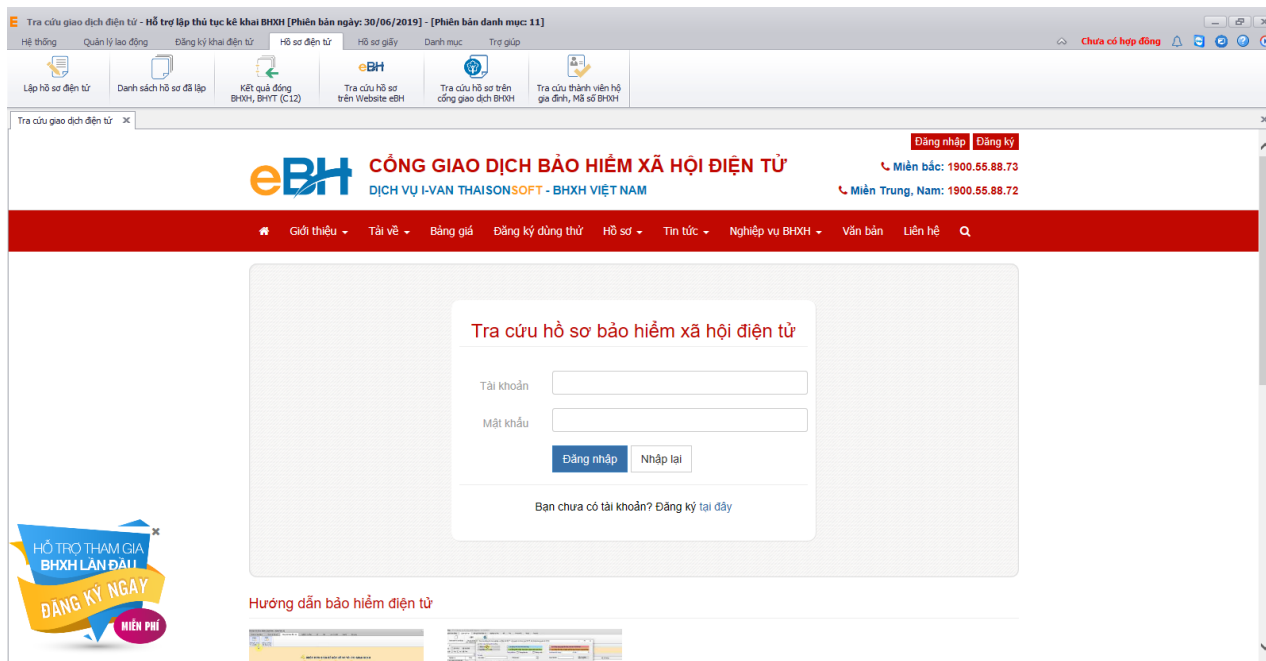 Tra cứu giao dịch điện tử - Hỗ trợ lập thủ tục kê khai BHXH [Phiên bản ngày: 30/06/2019] - [Phiên bản danh mục: 11]
Hệ thống Quản lý lao động Đăng ký khai điện tử Hồ sơ điện tử Hồ sơ giấy Danh mục Trợ giúp Chưa có hợp đồng
Lập hồ sơ điện tử
Danh sách hồ sơ đã lập
Kết quả đóng
BHXH, BHYT (C12)
eBH
Tra cứu hồ sơ
trên Website eBH
Tra cứu hồ sơ trên
cổng giao dịch BHXH
Tra cứu thành viên hộ
gia đình, Mã số BHXH
Tra cứu giao dịch điện tử
Đăng nhập Đăng ký
eBH
CỔNG GIAO DỊCH BẢO HIỂM XÃ HỘI ĐIỆN TỬ
DỊCH VỤ I-VAN THAISONSOFT - BHXH VIỆT NAM
Miền bắc: 1900.55.88.73
Miền Trung, Nam: 1900.55.88.72
Giới thiệu Tải về Bảng giá Đăng ký dùng thử Hồ sơ Tin tức Nghiệp vụ BHXH Văn bản Liên hệ
Tra cứu hồ sơ bảo hiểm xã hội điện tử
Tài khoản
Mật khẩu
Đăng nhập Nhập lại
Bạn chưa có tài khoản? Đăng ký tại đây
HỖ TRỢ THAM GIA
BHXH LẦN ĐẦU
ĐĂNG KÝ NGAY
MIỄN PHÍ
Hướng dẫn bảo hiểm điện tử